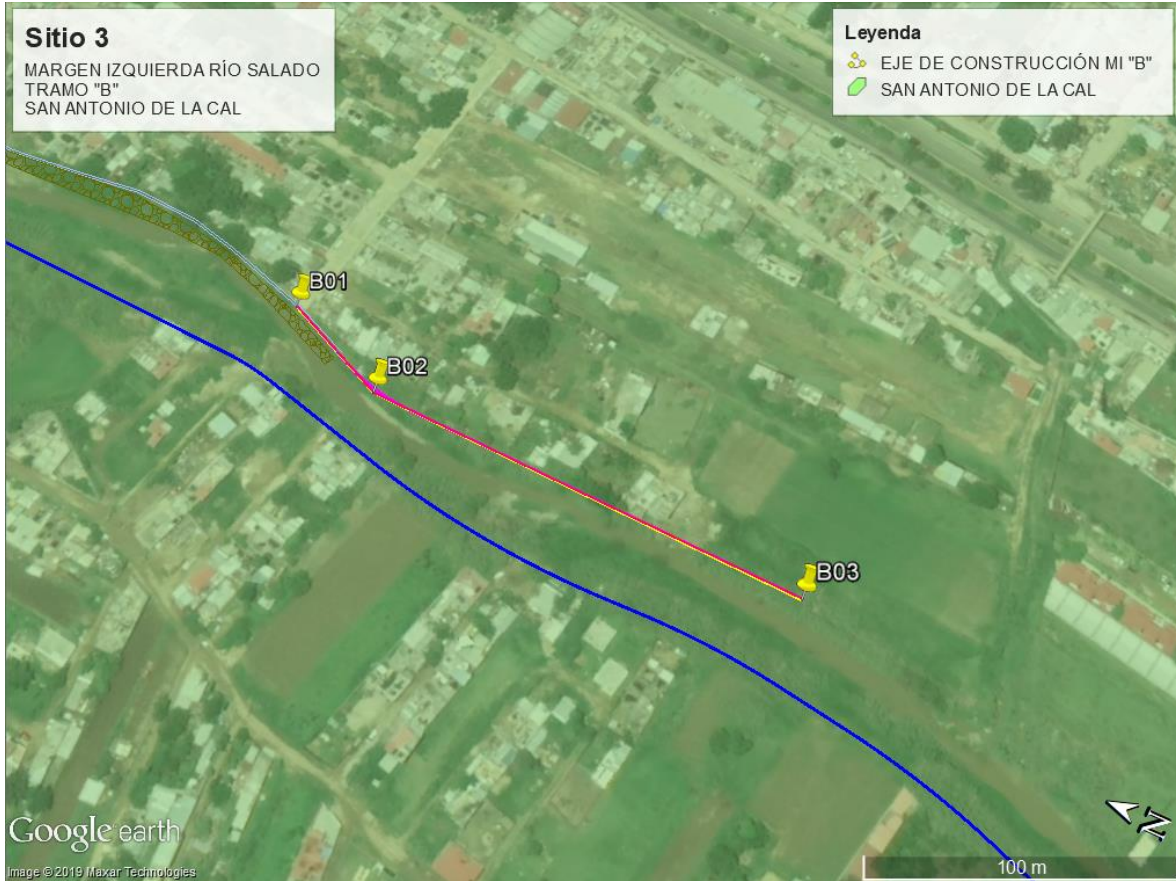 Sitio 3
MARGEN IZQUIERDA RÍO SALADO
TRAMO "B"
SAN ANTONIO DE LA CAL
Leyenda
EJE DE CONSTRUCCIÓN MI "B"
SAN ANTONIO DE LA CAL
B01
B02
B03
N
Google earth
Image © 2019 Maxar Technologies
100 m